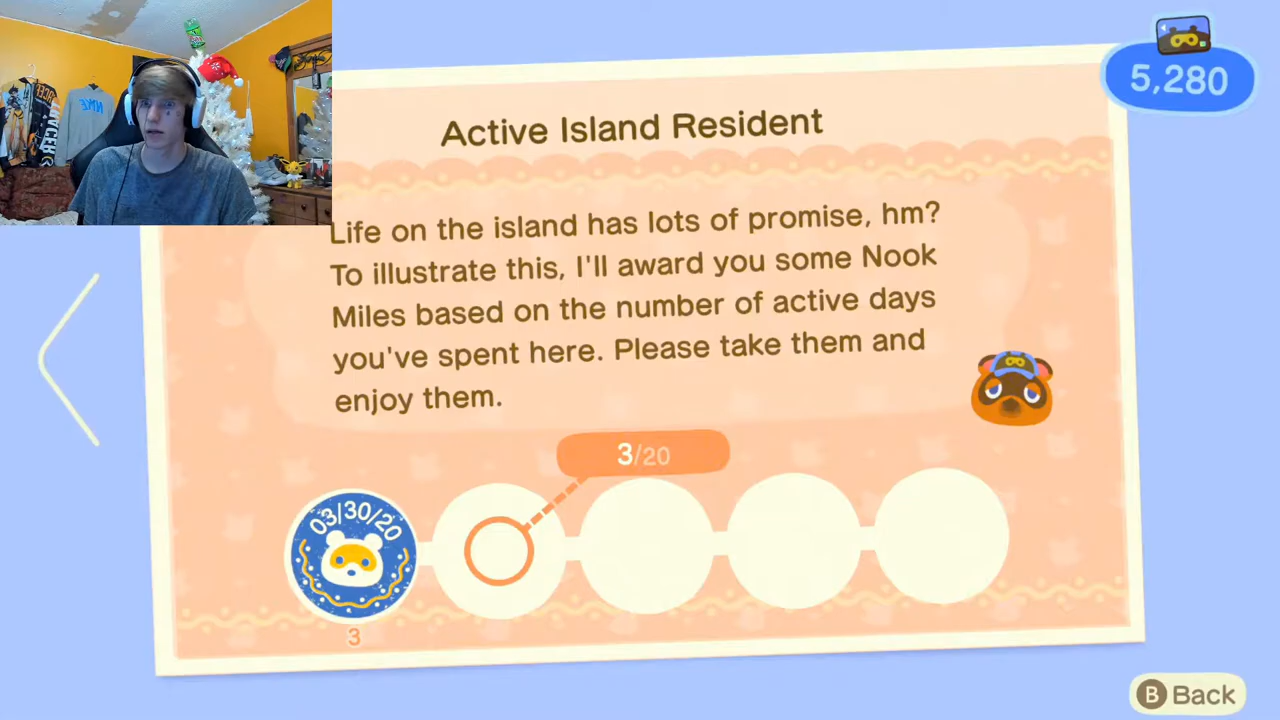 5,280
Active Island Resident
Life on the island has lots of promise, hm?
To illustrate this, I'll award you some Nook
Miles based on the number of active days
you've spent here. Please take them and
enjoy them.
3/20
03/30/20
3
B Back